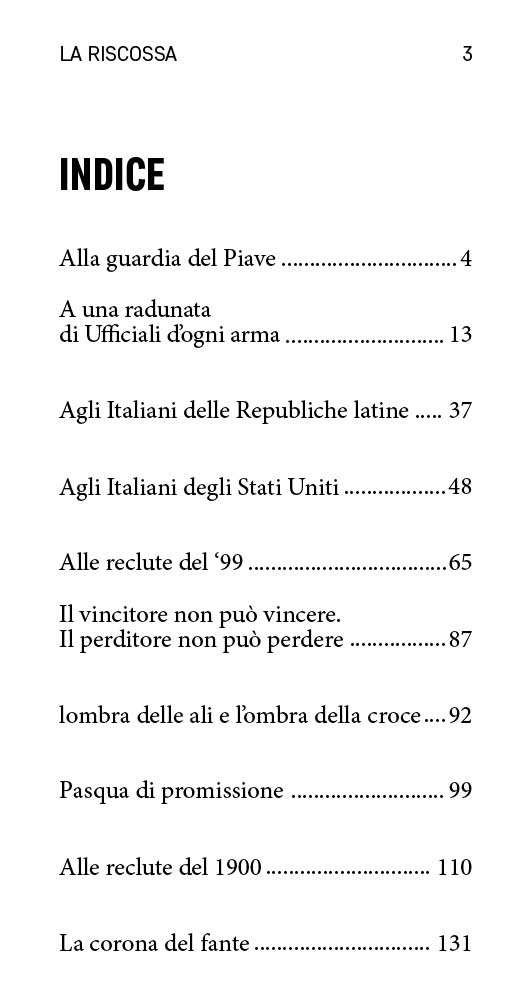 LA RISCOSSA 3
INDICE
Alla guardia del Piave ............................... 4
A una radunata
di Ufficiali d’ogni arma ............................ 13
Agli Italiani delle Republiche latine ..... 37
Agli Italiani degli Stati Uniti .................. 48
Alle reclute del ‘99 ................................... 65
Il vincitore non può vincere.
Il perditore non può perdere ................. 87
lombra delle ali e l’ombra della croce .... 92
Pasqua di promissione ........................... 99
Alle reclute del 1900 ............................. 110
La corona del fante ............................... 131